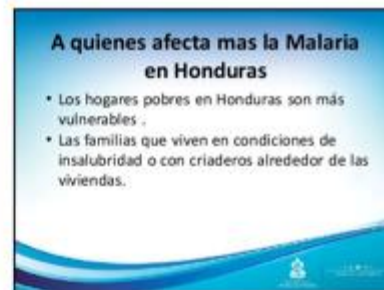 A quienes afecta mas la Malaria
en Honduras
• Los hogares pobres en Honduras son más
vulnerables .
• Las familias que viven en condiciones de
insalubridad o con criaderos alrededor de las
viviendas.